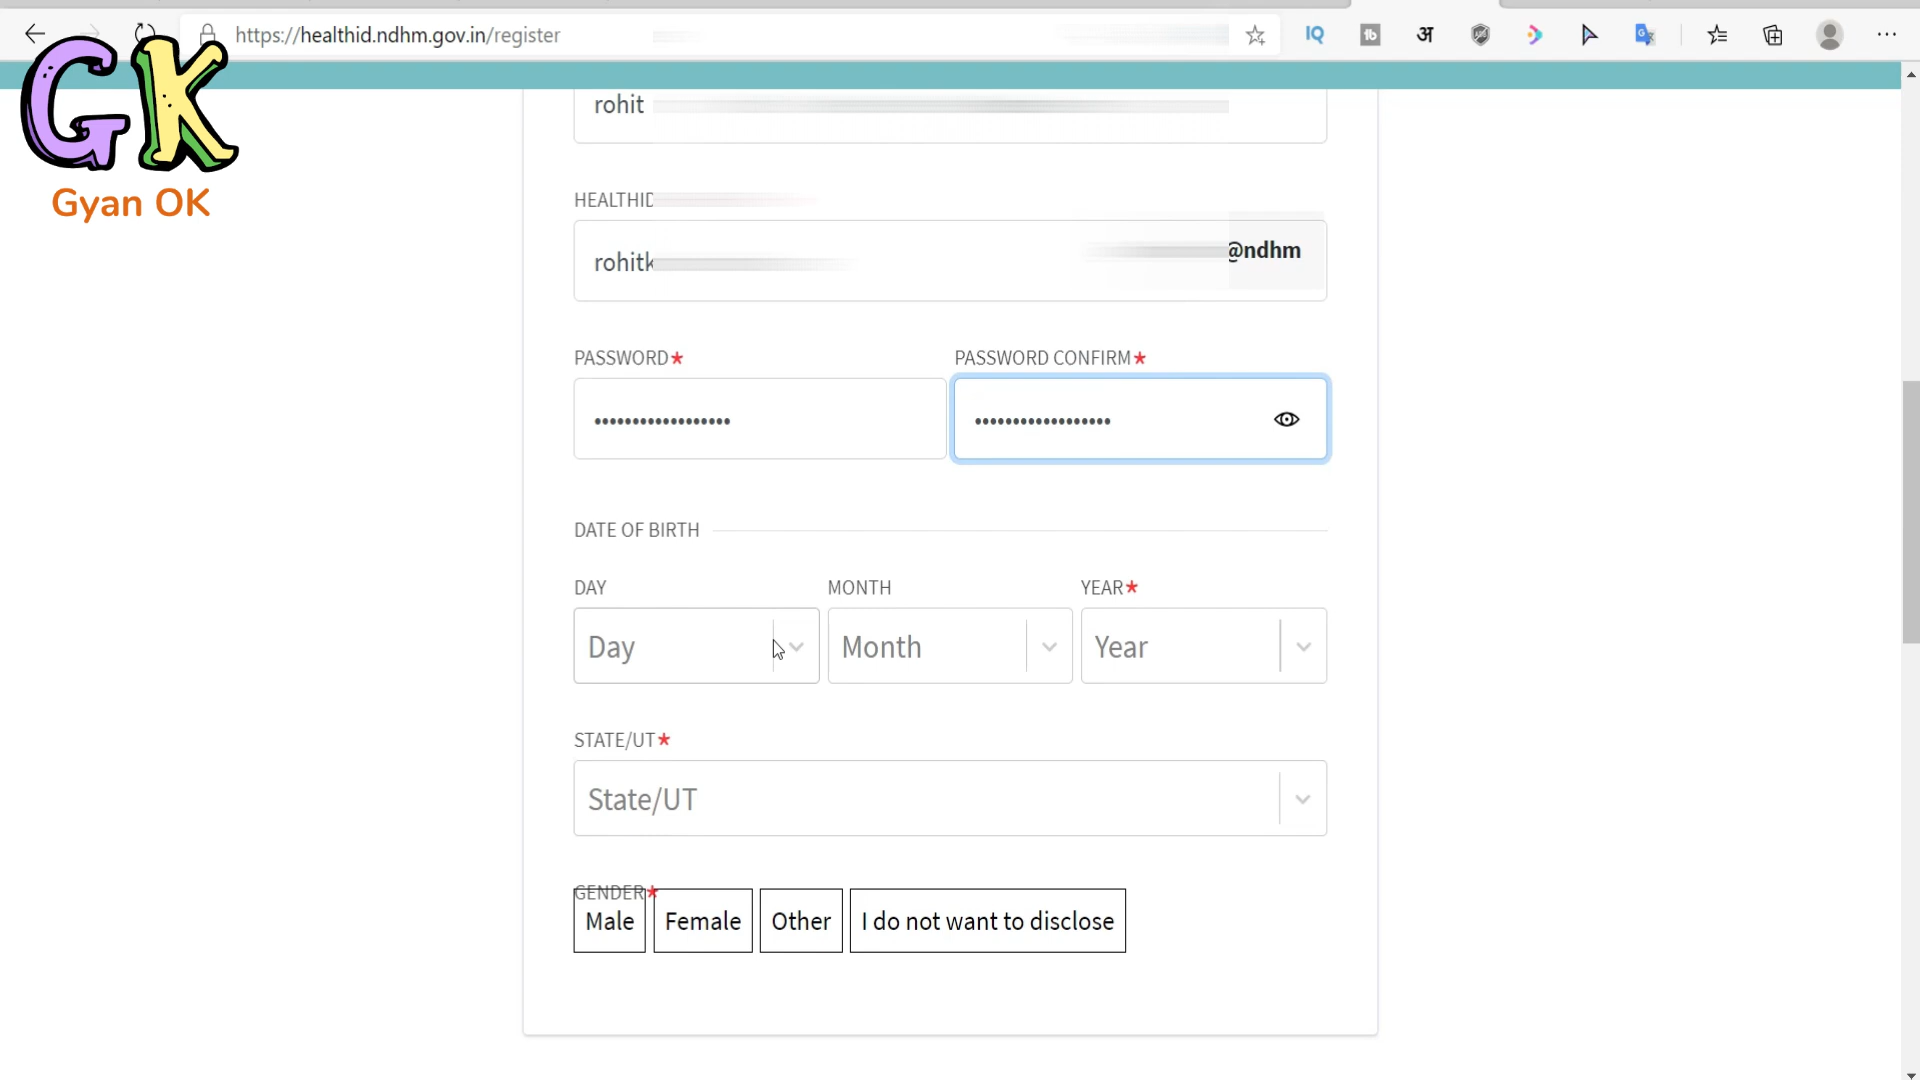 https://healthid.ndhm.gov.in/register
IQ
tb
अ
GK
Gyan OK
rohit
HEALTHID
rohitk
@ndhm
PASSWORD*
PASSWORD CONFIRM*
••••••••••••••••••
••••••••••••••••••
DATE OF BIRTH
DAY
MONTH
YEAR*
Day
Month
Year
STATE/UT*
State/UT
GENDER*
Male
Female
Other
I do not want to disclose